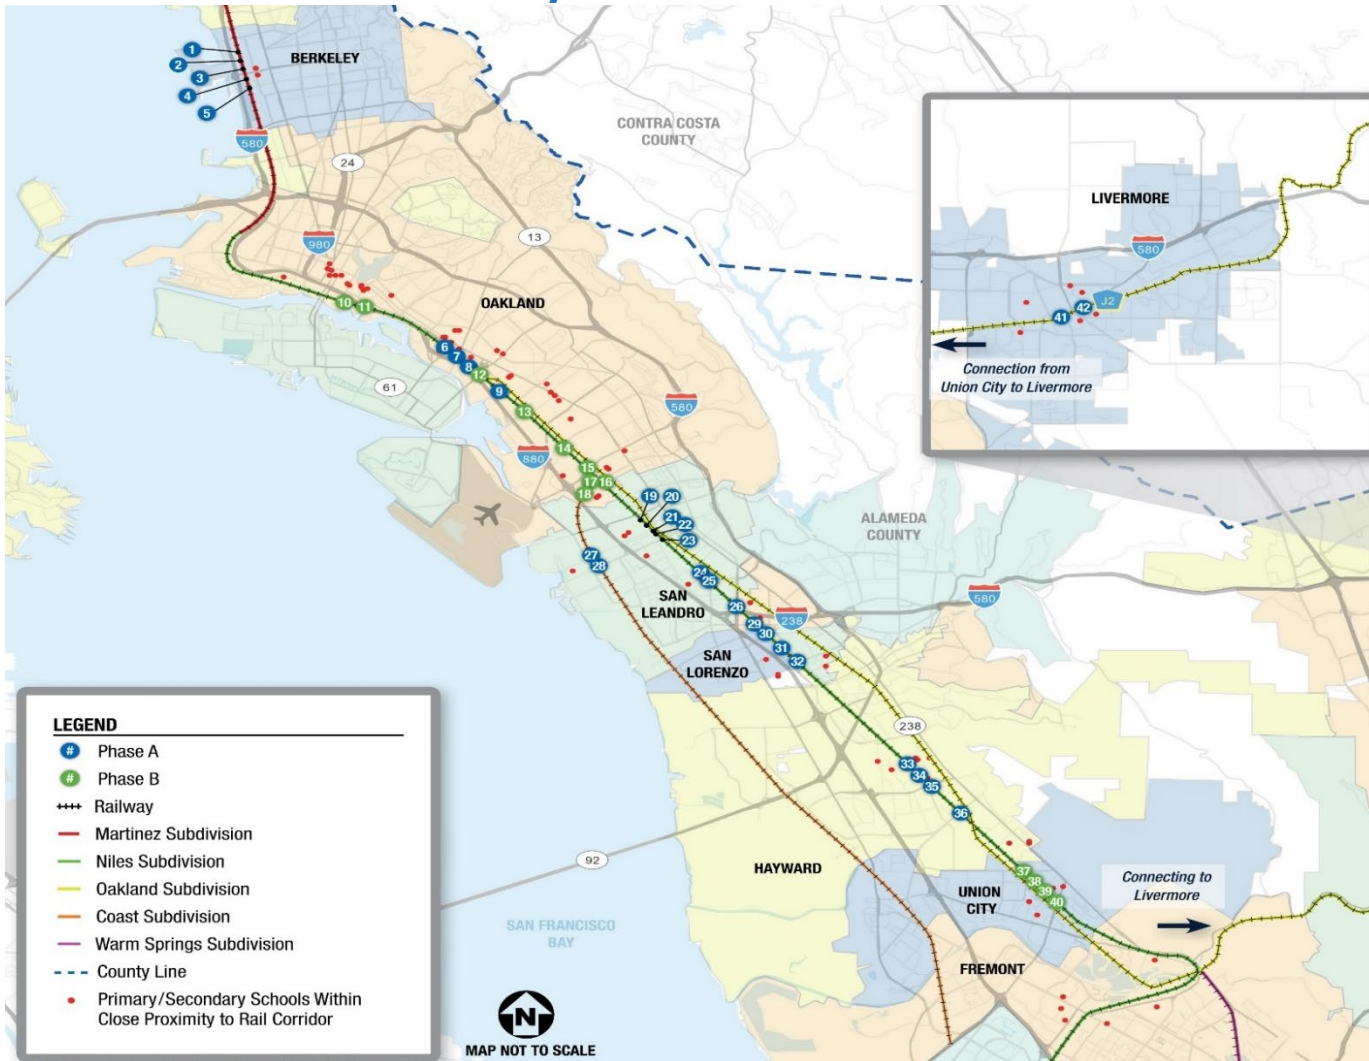 BERKELEY
1
2
3
4
5
580
24
CONTRA COSTA
COUNTY
13
980
OAKLAND
10
11
6
7
8
12
9
61
13
580
14
880
15
17
16
18
19
20
21
22
23
ALAMEDA
COUNTY
27
28
24
25
SAN
LEANDRO
26
580
238
29
30
31
32
SAN
LORENZO
238
33
34
35
36
HAYWARD
92
37
38
39
40
UNION
CITY
SAN FRANCISCO
BAY
FREMONT
Connecting to
Livermore
LIVERMORE
580
J2
42
41
Connection from
Union City to Livermore
LEGEND
# Phase A
# Phase B
Railway
Martinez Subdivision
Niles Subdivision
Oakland Subdivision
Coast Subdivision
Warm Springs Subdivision
County Line
Primary/Secondary Schools Within
Close Proximity to Rail Corridor
N
MAP NOT TO SCALE